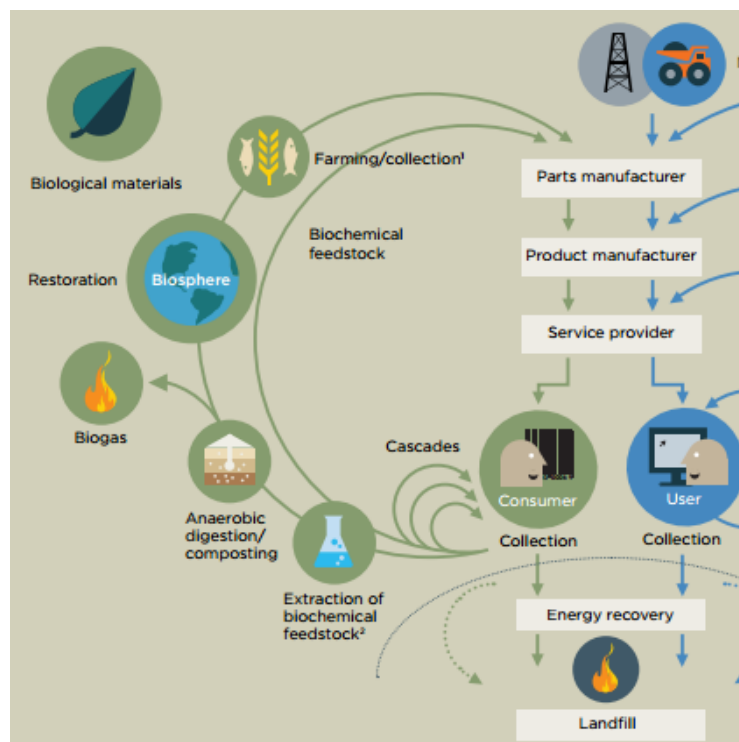 Biological materials
Farming/collection¹
Parts manufacturer
Biochemical
feedstock
Product manufacturer
Restoration
Biosphere
Service provider
Biogas
Cascades
Consumer
User
Anaerobic
digestion/
composting
Collection
Collection
Extraction of
biochemical
feedstock²
Energy recovery
Landfill